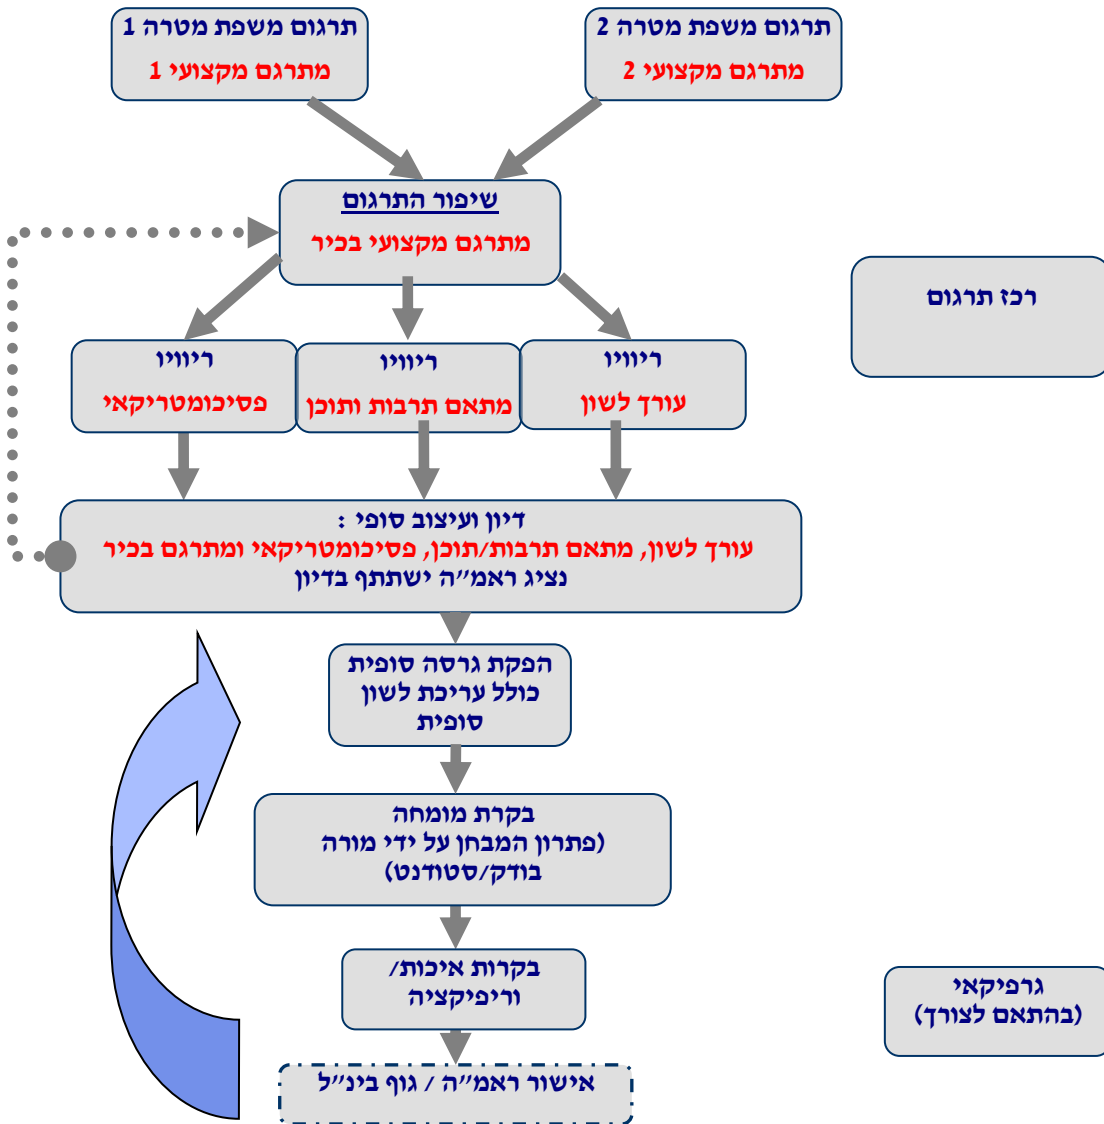 תרגום משפת מטרה 1
מתרגם מקצועי 1
תרגום משפת מטרה 2
מתרגם מקצועי 2
שיפור התרגום
מתרגם מקצועי בכיר
רכז תרגום
ריוויו
עורך לשון
ריוויו
מתאם תרבות ותוכן
ריוויו
פסיכומטריקאי
דיון ועיצוב סופי :
עורך לשון, מתאם תרבות/תוכן, פסיכומטריקאי ומתרגם בכיר
נציג ראמ״ה ישתתף בדיון
הפקת גרסה סופית
כולל עריכת לשון
סופית
בקרת מומחה
(פתרון המבחן על ידי מורה
בודק/סטודנט)
בקרות איכות/
וריפיקציה
גרפיקאי
(בהתאם לצורך)
אישור ראמ״ה / גוף בינ״ל